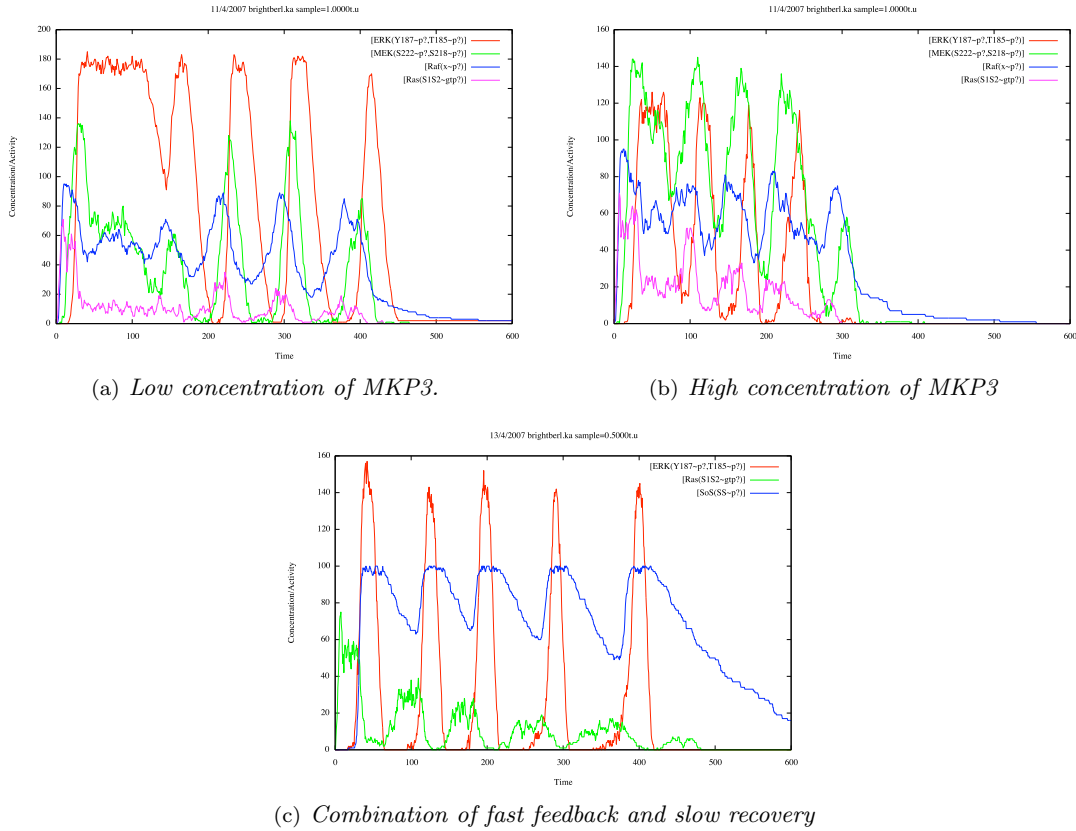 11/4/2007 brightberl.ka sample=1.0000t.u
200
180
160
140
120
100
80
60
40
20
0
0 100 200 300 400 500 600
Concentration/Activity
Time
[ERK(Y187~p?,T185~p?)]
[MEK(S222~p?,S218~p?)]
[Raf(x~p?)]
[Ras(S1S2~gtp?)]
(a) Low concentration of MKP3.
11/4/2007 brightberl.ka sample=1.0000t.u
160
140
120
100
80
60
40
20
0
0 100 200 300 400 500 600
Concentration/Activity
Time
[ERK(Y187~p?,T185~p?)]
[MEK(S222~p?,S218~p?)]
[Raf(x~p?)]
[Ras(S1S2~gtp?)]
(b) High concentration of MKP3
13/4/2007 brightberl.ka sample=0.5000t.u
160
140
120
100
80
60
40
20
0
0 100 200 300 400 500 600
Concentration/Activity
Time
[ERK(Y187~p?,T185~p?)]
[Ras(S1S2~gtp?)]
[SoS(SS~p?)]
(c) Combination of fast feedback and slow recovery